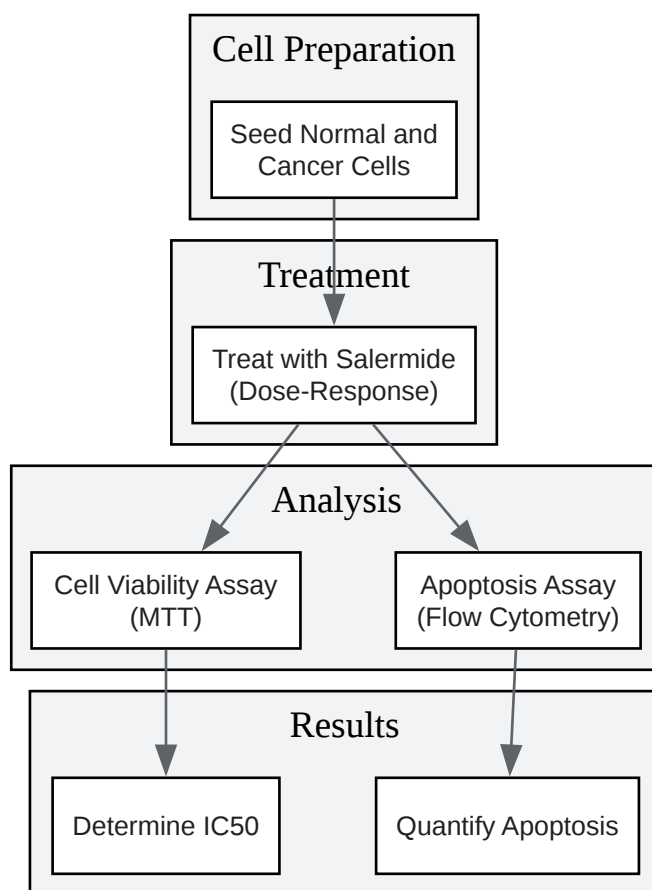 Cell Preparation
Seed Normal and
Cancer Cells
Treatment
Treat with Salermide
(Dose-Response)
Analysis
Cell Viability Assay
(MTT)
Apoptosis Assay
(Flow Cytometry)
Results
Determine IC50
Quantify Apoptosis